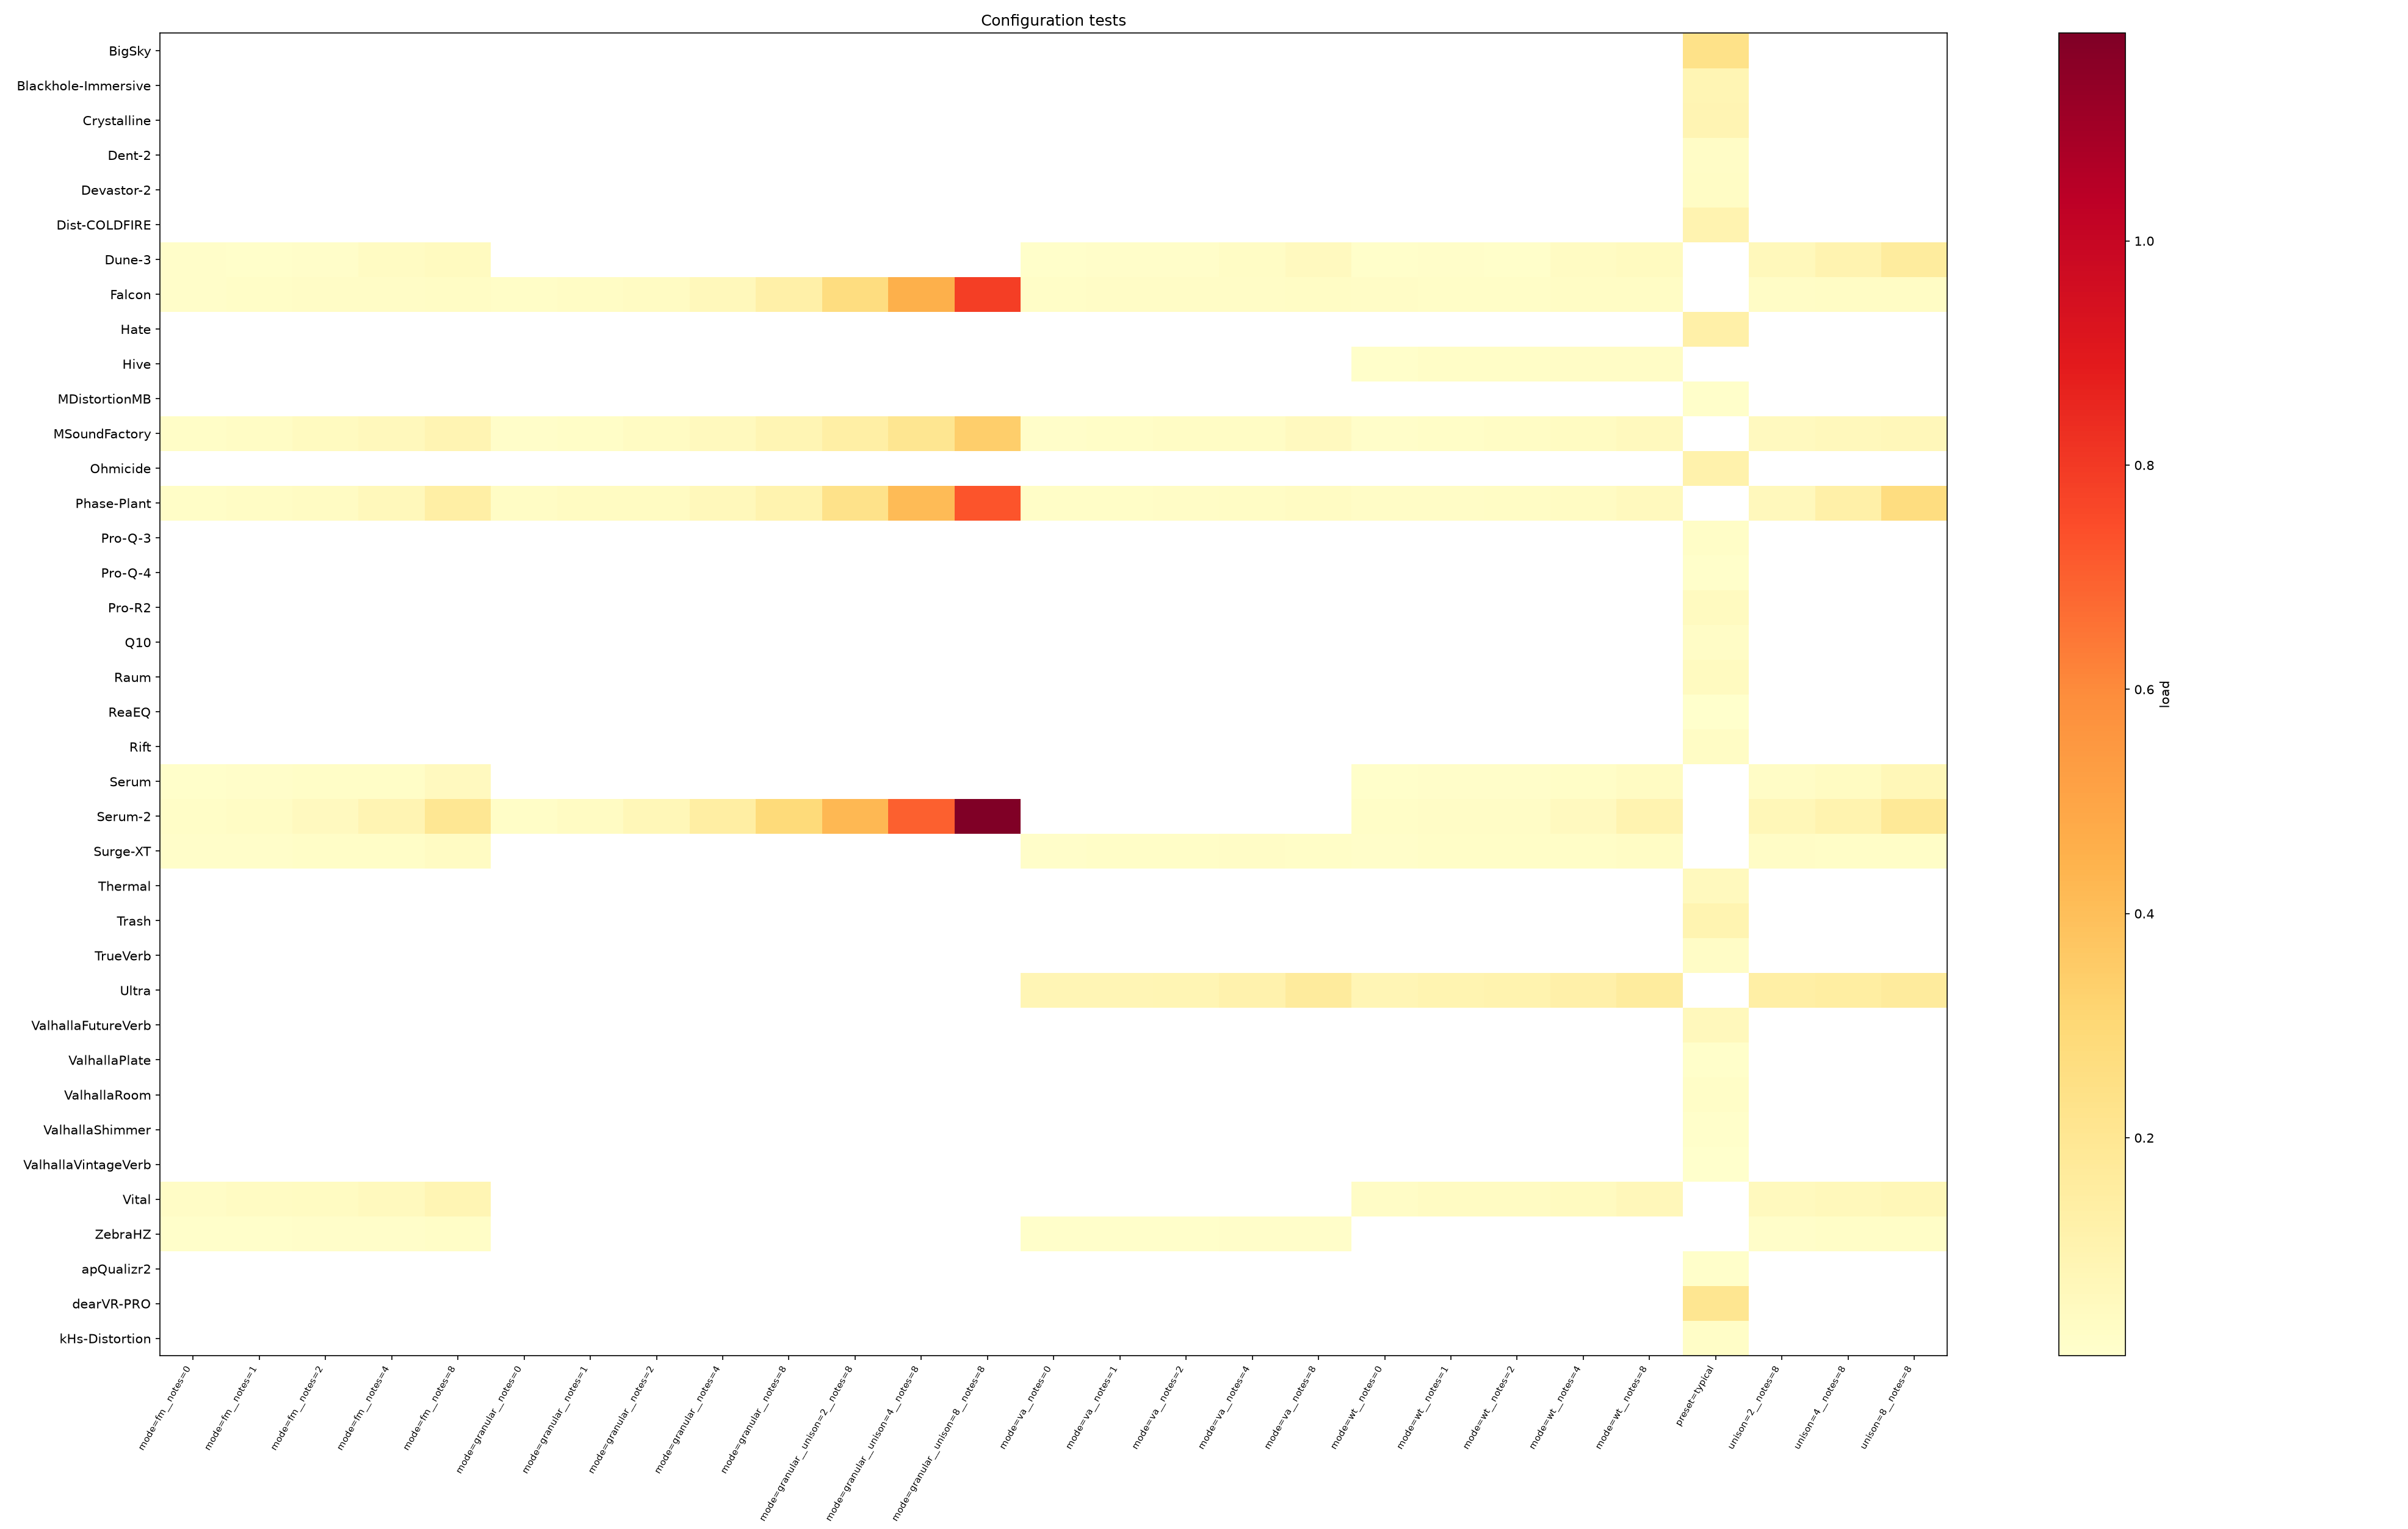 Configuration tests
BigSky
Blackhole-Immersive
Crystalline
Dent-2
Devastor-2
Dist-COLDFIRE
Dune-3
Falcon
Hate
Hive
MDistortionMB
MSoundFactory
Ohmicide
Phase-Plant
Pro-Q-3
Pro-Q-4
Pro-R2
Q10
Raum
ReaEQ
Rift
Serum
Serum-2
Surge-XT
Thermal
Trash
TrueVerb
Ultra
ValhallaFutureVerb
ValhallaPlate
ValhallaRoom
ValhallaShimmer
ValhallaVintageVerb
Vital
ZebraHZ
apQualizr2
dearVR-PRO
kHs-Distortion
mode=fm__notes=0
mode=fm__notes=1
mode=fm__notes=2
mode=fm__notes=4
mode=fm__notes=8
mode=granular__notes=0
mode=granular__notes=1
mode=granular__notes=2
mode=granular__notes=4
mode=granular__notes=8
mode=granular__unison=2__notes=8
mode=granular__unison=4__notes=8
mode=granular__unison=8__notes=8
mode=va__notes=0
mode=va__notes=1
mode=va__notes=2
mode=va__notes=4
mode=va__notes=8
mode=wt__notes=0
mode=wt__notes=1
mode=wt__notes=2
mode=wt__notes=4
mode=wt__notes=8
preset=typical
unison=2__notes=8
unison=4__notes=8
unison=8__notes=8
1.0
0.8
0.6
0.4
0.2
load